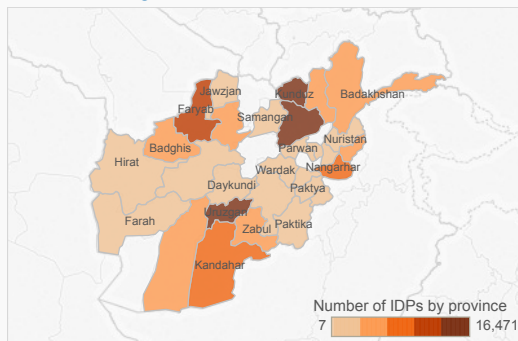 Jawzjan
Kunduz
Badakhshan
Faryab
Samangan
Nuristan
Badghis
Parwan
Hirat
Nangarhar
Wardak
Daykundi
Paktya
Uruzgan
Farah
Zabul
Paktika
Kandahar
Number of IDPs by province
7 16,471